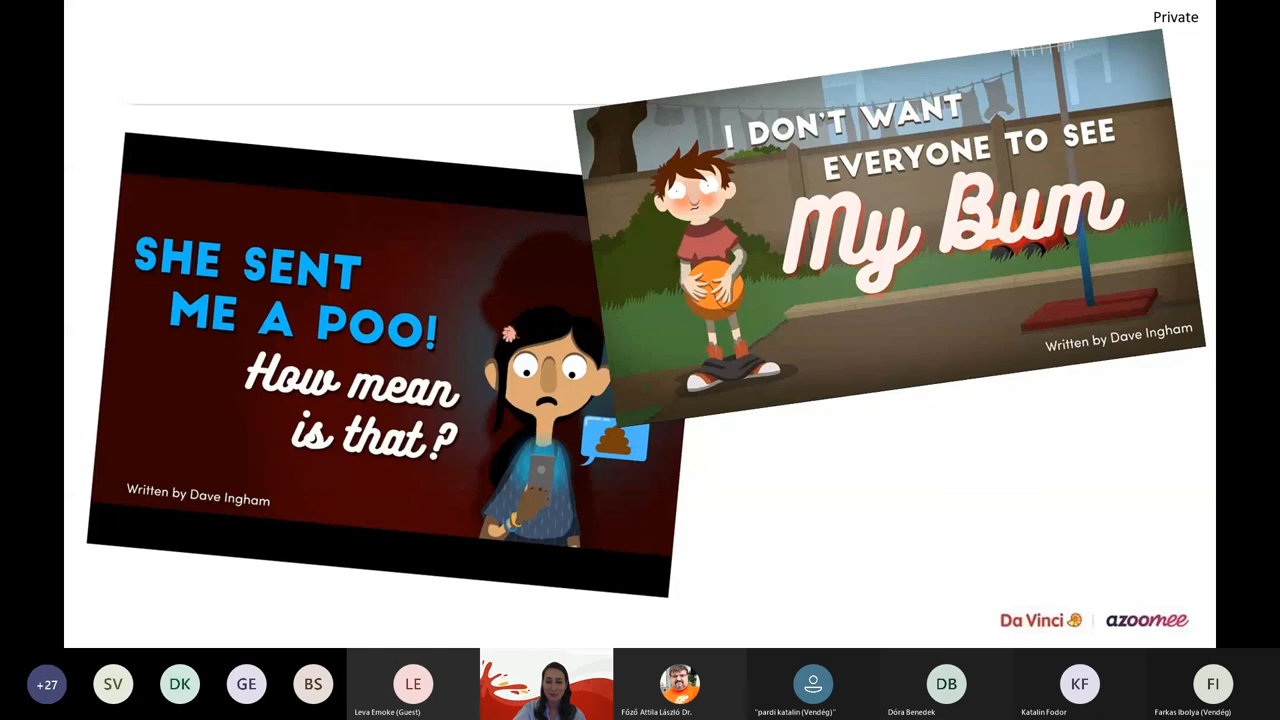 Private
I DON'T WANT
EVERYONE TO SEE
My Bum
Written by Dave Ingham
SHE SENT
ME A POO!
How mean
is that?
Written by Dave Ingham
Da Vinci
azoomee
+27
SV
DK
GE
BS
LE
DB
KF
FI
Leva Emoke (Guest)
Főző Attila László Dr.
"pardi katalin (Vendég)"
Dóra Benedek
Katalin Fodor
Farkas Ibolya (Vendég)